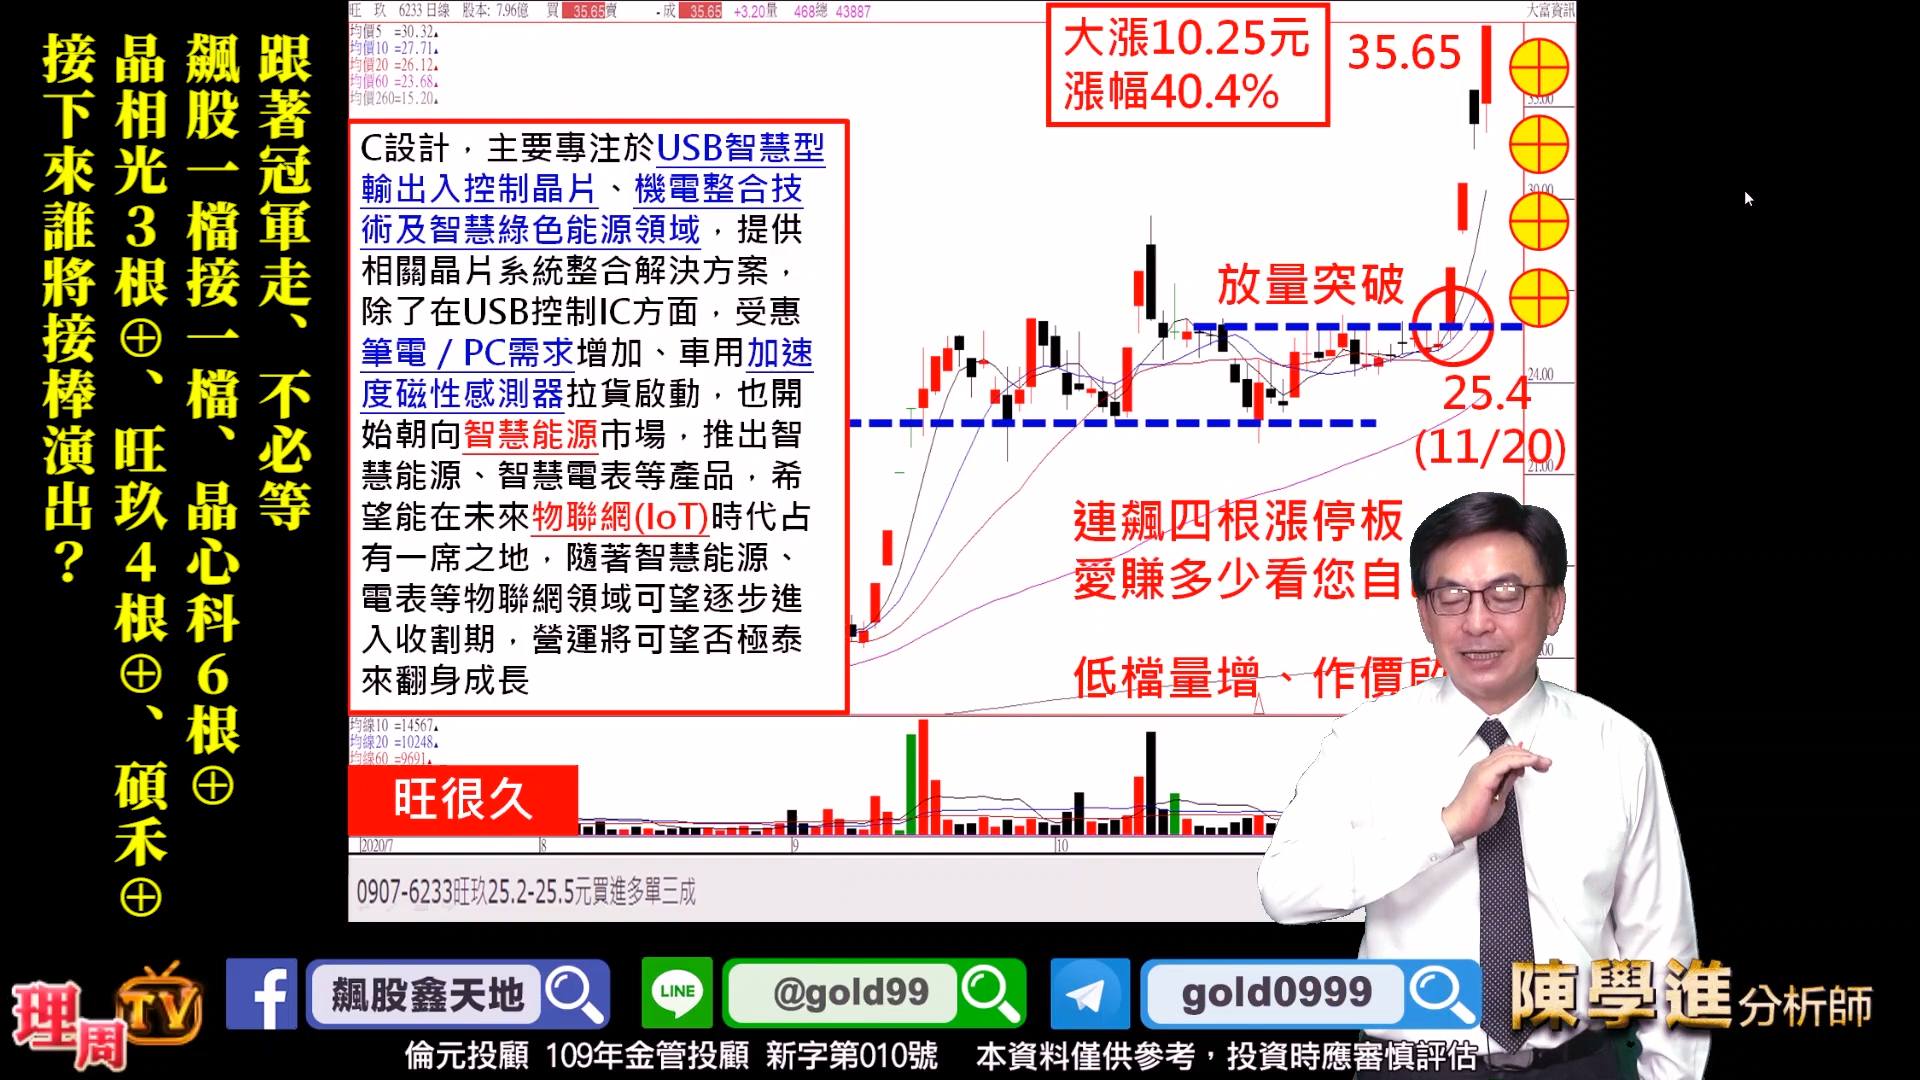 跟著冠軍走、不必等
飆股一檔接一檔、晶心科6根⊕
晶相光3根⊕、旺玖4根⊕、碩禾⊕
接下來誰將接棒演出?
旺 玖 6233 日線 股本: 7.96億 買 35.65賣 -成 35.65 +3.20量 468總 43887
大富資訊
均價5 =30.32▲
均價10 =27.71▲
均價20 =26.12▲
均價60 =23.68▲
均價260=15.20▲
大漲10.25元
漲幅40.4%
35.65
C設計，主要專注於USB智慧型
輸出入控制晶片、機電整合技
術及智慧綠色能源領域，提供
相關晶片系統整合解決方案，
除了在USB控制IC方面，受惠
筆電/PC需求增加、車用加速
度磁性感測器拉貨啟動，也開
始朝向智慧能源市場，推出智
慧能源、智慧電表等產品，希
望能在未來物聯網(IoT)時代占
有一席之地，隨著智慧能源、
電表等物聯網領域可望逐步進
入收割期，營運將可望否極泰
來翻身成長
放量突破
30.00
24.00
21.00
25.4
(11/20)
連飆四根漲停板
愛賺多少看您自
低檔量增、作價
均線10 =14567▲
均線20 =10248▲
均線60 =9691▲
旺很久
2020/7
8
9
10
0907-6233旺玖25.2-25.5元買進多單三成
理周TV
飆股鑫天地
LINE
@gold99
gold0999
陳學進分析師
倫元投顧 109年金管投顧 新字第010號 本資料僅供參考，投資時應審慎評估